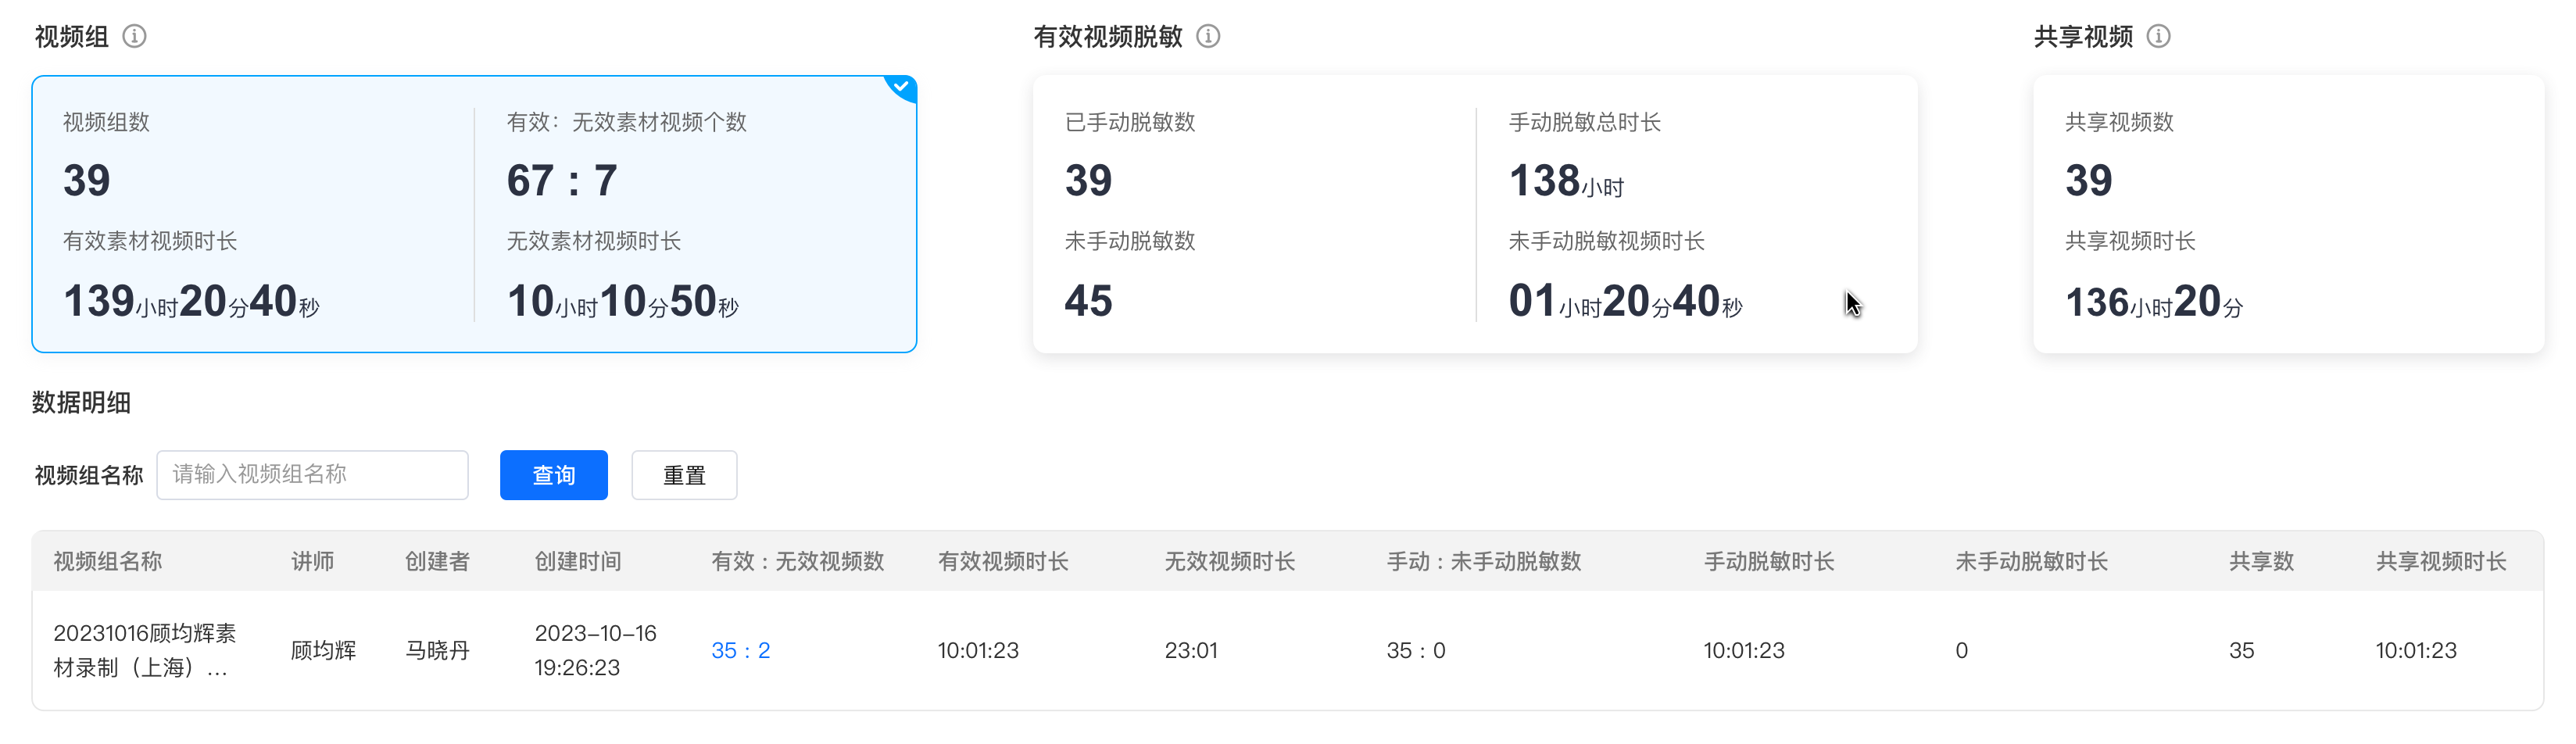 视频组
有效视频脱敏
共享视频
视频组数
39
有效素材视频时长
139小时20分40秒
有效：无效素材视频个数
67 : 7
无效素材视频时长
10小时10分50秒
已手动脱敏数
39
未手动脱敏数
45
手动脱敏总时长
138小时
未手动脱敏视频时长
01小时20分40秒
共享视频数
39
共享视频时长
136小时20分
数据明细
视频组名称 请输入视频组名称 查询 重置
视频组名称 讲师 创建者 创建时间 有效 : 无效视频数 有效视频时长 无效视频时长 手动 : 未手动脱敏数 手动脱敏时长 未手动脱敏时长 共享数 共享视频时长
20231016顾均辉素
材录制（上海）...
顾均辉
马晓丹
2023-10-16
19:26:23
35 : 2
10:01:23
23:01
35 : 0
10:01:23
0
35
10:01:23